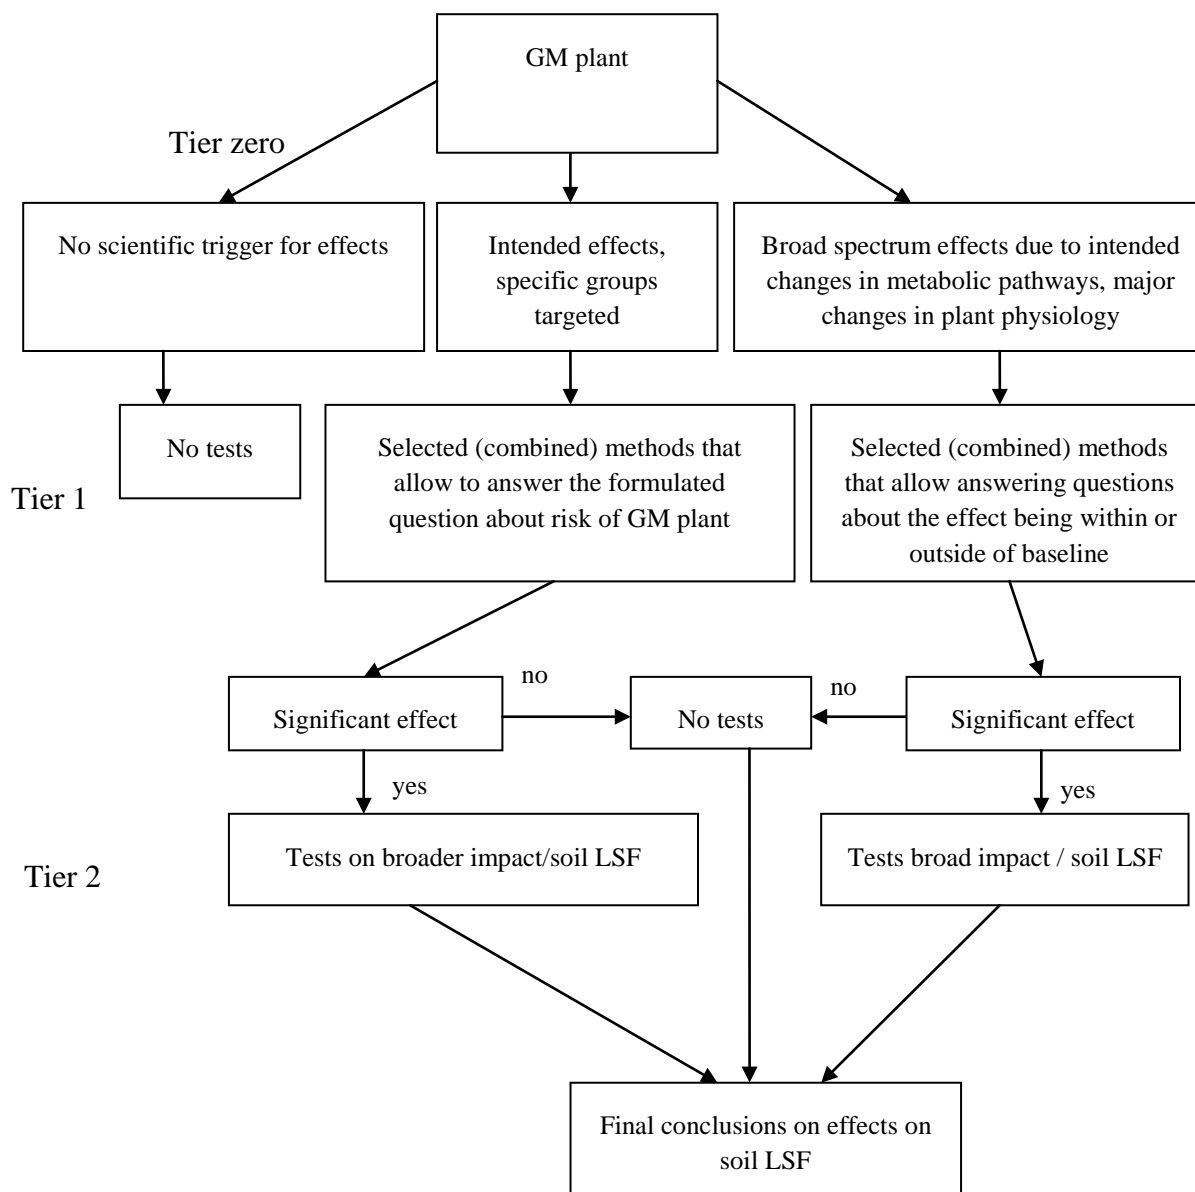 GM plant
Tier zero
No scientific trigger for effects
Intended effects,
specific groups
targeted
Broad spectrum effects due to intended
changes in metabolic pathways, major
changes in plant physiology
Tier 1
No tests
Selected (combined) methods that
allow to answer the formulated
question about risk of GM plant
Selected (combined) methods
that allow answering questions
about the effect being within or
outside of baseline
Significant effect
no
No tests
no
Significant effect
yes
yes
Tier 2
Tests on broader impact/soil LSF
Tests broad impact / soil LSF
Final conclusions on effects on
soil LSF